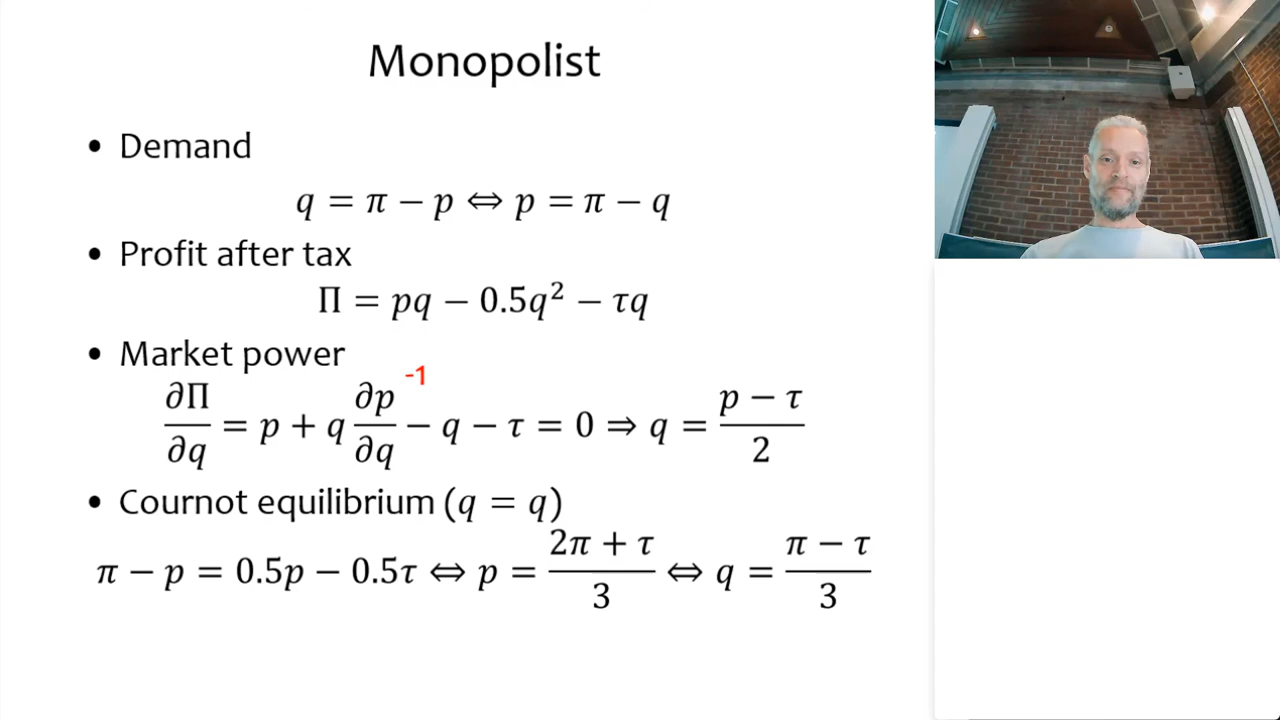 Monopolist
• Demand
q = π − p ⇔ p = π − q
• Profit after tax
Π = pq − 0.5q² − τq
• Market power
∂Π/∂q = p + q ∂p/∂q -1 − q − τ = 0 ⇒ q = (p − τ)/2
• Cournot equilibrium (q = q)
π − p = 0.5p − 0.5τ ⇔ p = (2π + τ)/3 ⇔ q = (π − τ)/3